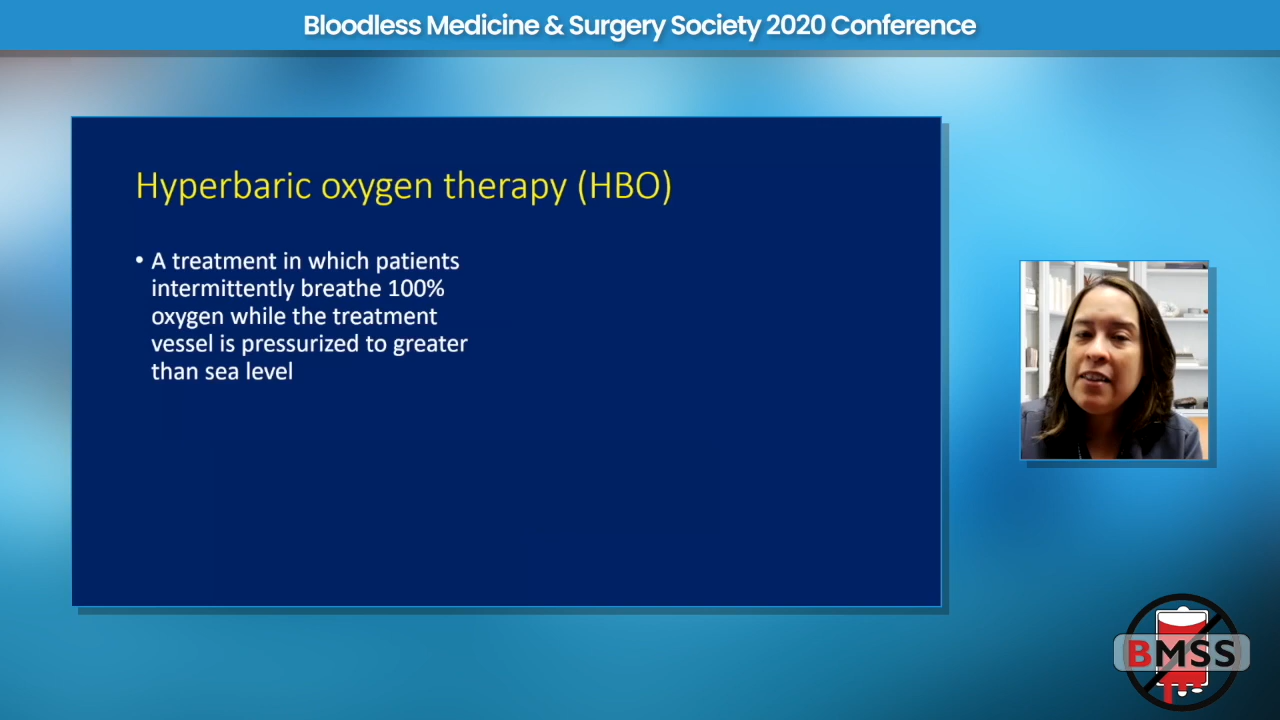 Bloodless Medicine & Surgery Society 2020 Conference
Hyperbaric oxygen therapy (HBO)
• A treatment in which patients
intermittently breathe 100%
oxygen while the treatment
vessel is pressurized to greater
than sea level
BMSS